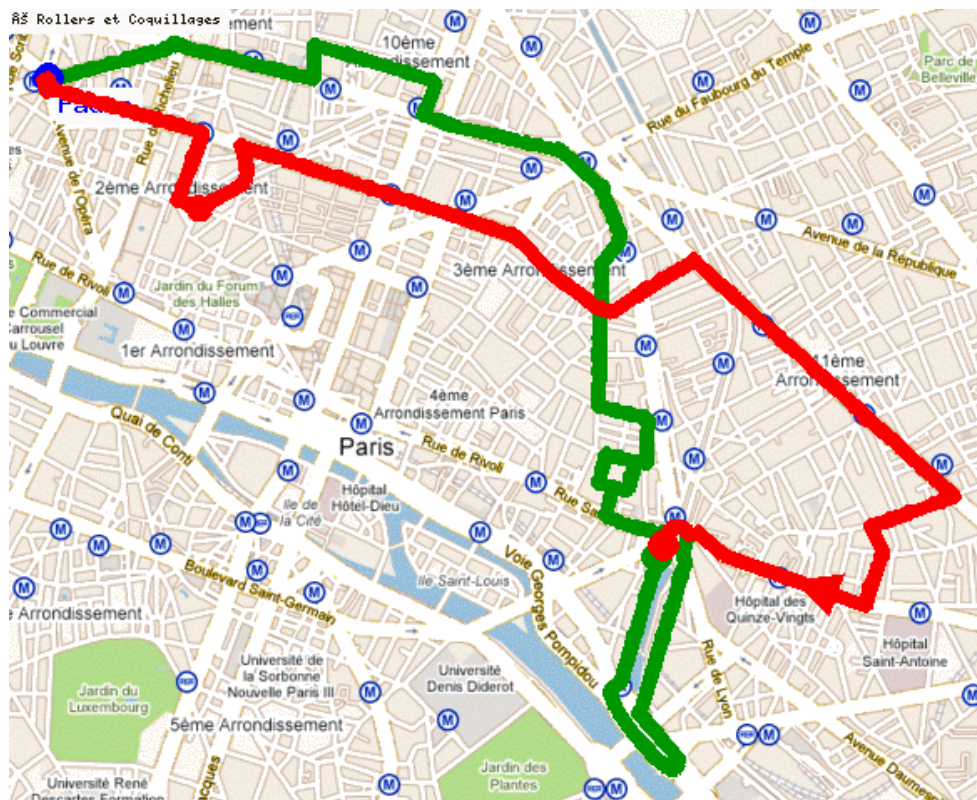 Rollers et Coquillages
10ème
Arrondissement
Parc de
Belleville
Rue du Faubourg du Temple
Avenue de l'Opéra
2ème Arrondissement
Avenue de la République
3ème Arrondissement
Rue de Rivoli
Jardin du Forum
des Halles
Commercial
Carrousel
du Louvre
1er Arrondissement
11ème
Arrondissement
4ème
Arrondissement Paris
Quai de Conti
Paris
Rue de Rivoli
Hôpital
Hôtel-Dieu
Ile de
la Cité
Rue
Voie Georges Pompidou
Ile Saint-Louis
Boulevard Saint-Germain
Arrondissement
Hôpital des
Quinze-Vingts
Hôpital
Saint-Antoine
Rue de Lyon
Université de
la Sorbonne
Nouvelle Paris III
Université
Denis Diderot
Jardin du
Luxembourg
5ème Arrondissement
Jardin des
Plantes
Avenue Daumes
Université René
Descartes Formation
RER
M